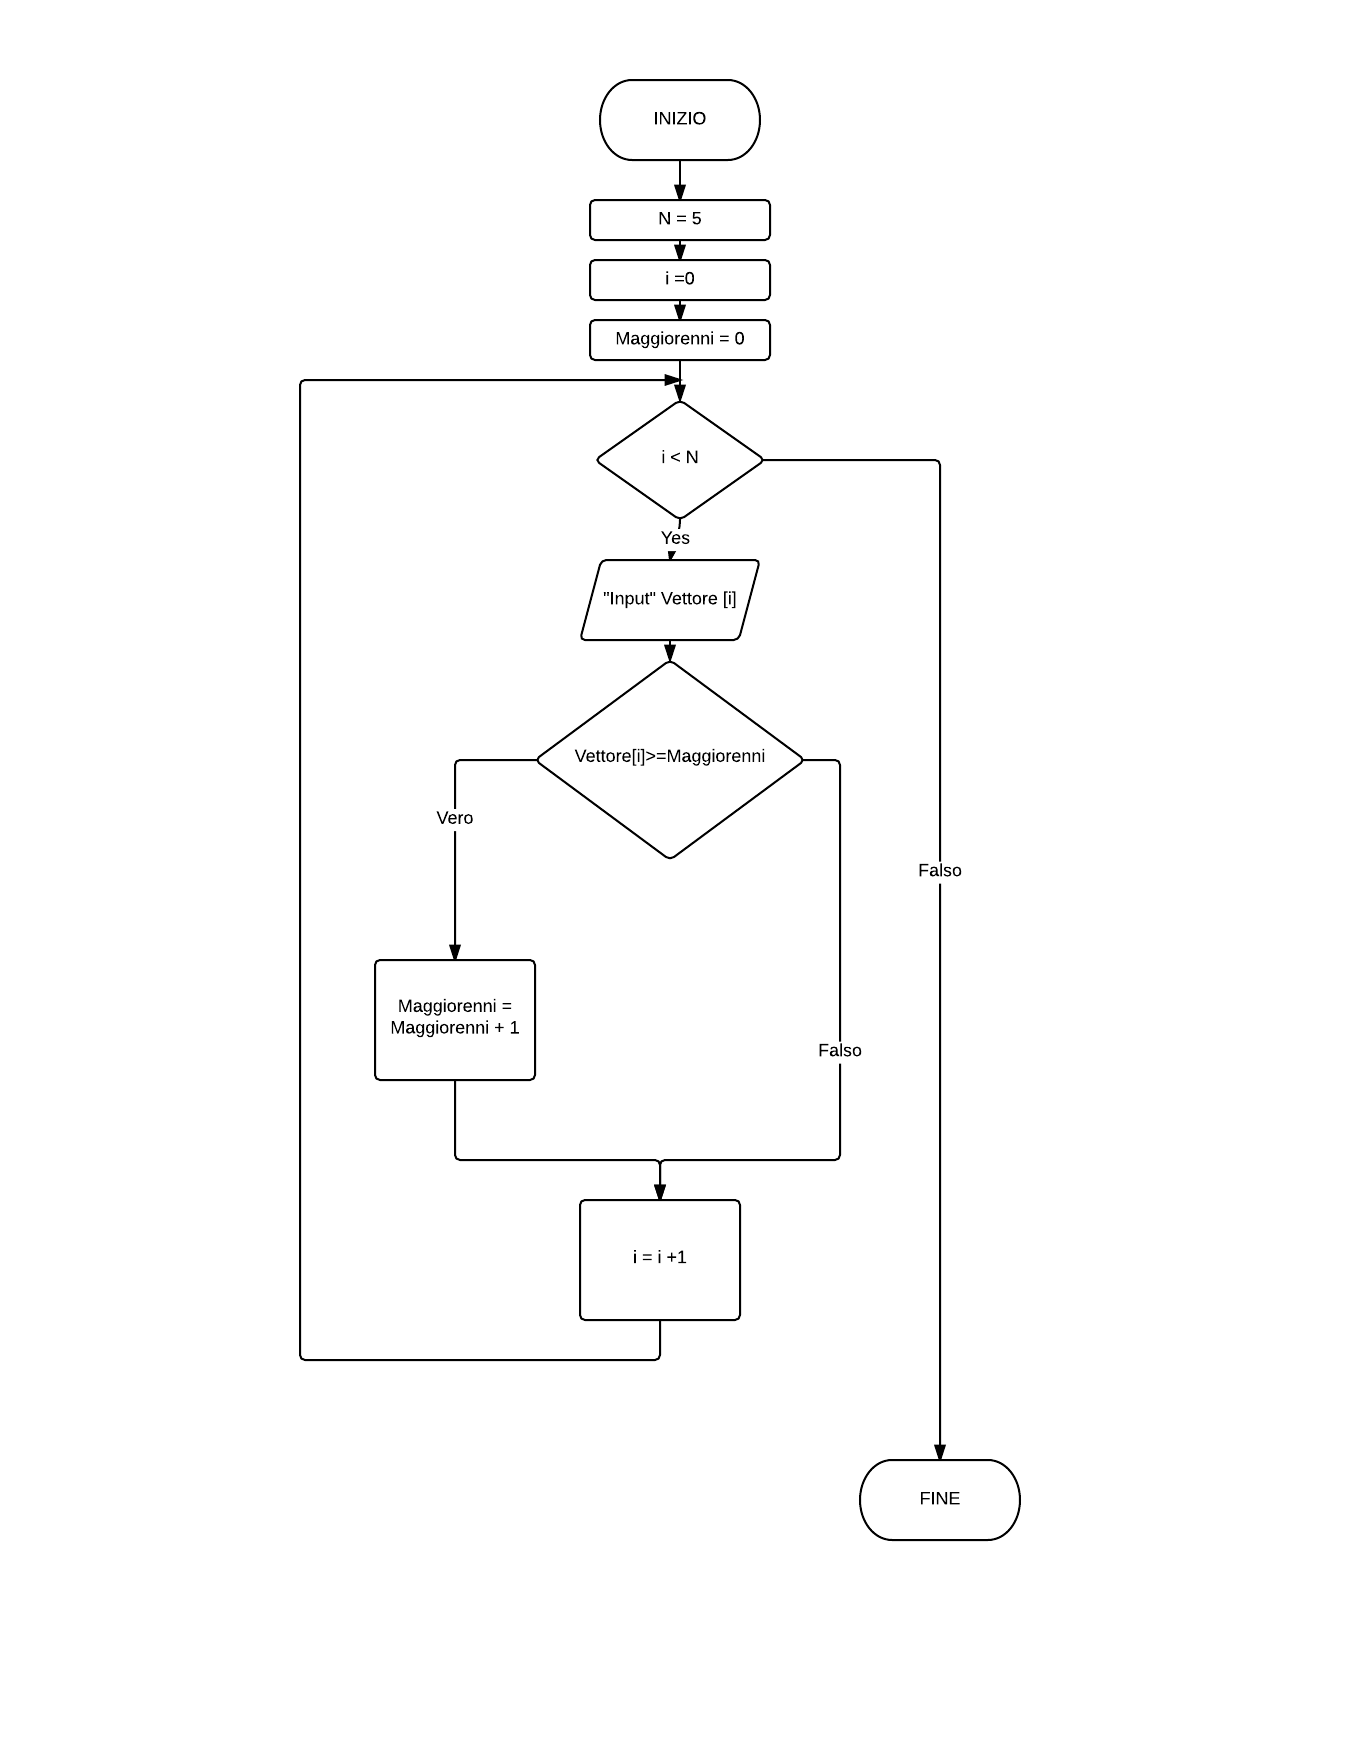 INIZIO
N = 5
i =0
Maggiorenni = 0
i < N
Yes
"Input" Vettore [i]
Vettore[i]>=Maggiorenni
Vero
Falso
Maggiorenni =
Maggiorenni + 1
Falso
i = i +1
FINE